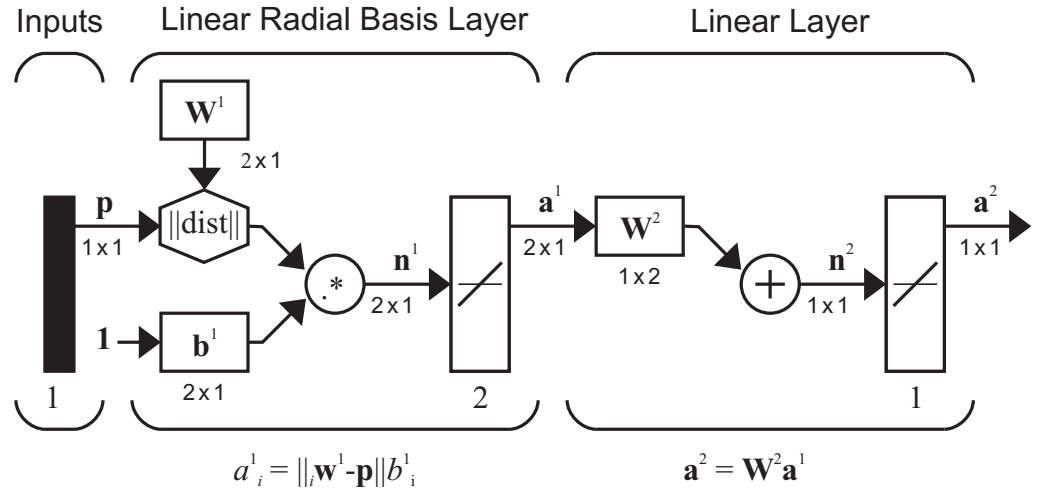 Inputs
Linear Radial Basis Layer
Linear Layer
W¹
2 x 1
p
1 x 1
||dist||
.*
n¹
2 x 1
1
b¹
2 x 1
a¹
2 x 1
W²
1 x 2
+
n²
1 x 1
a²
1 x 1
1
2
1
a¹ᵢ = ||ᵢw¹-p||b¹ᵢ
a² = W²a¹